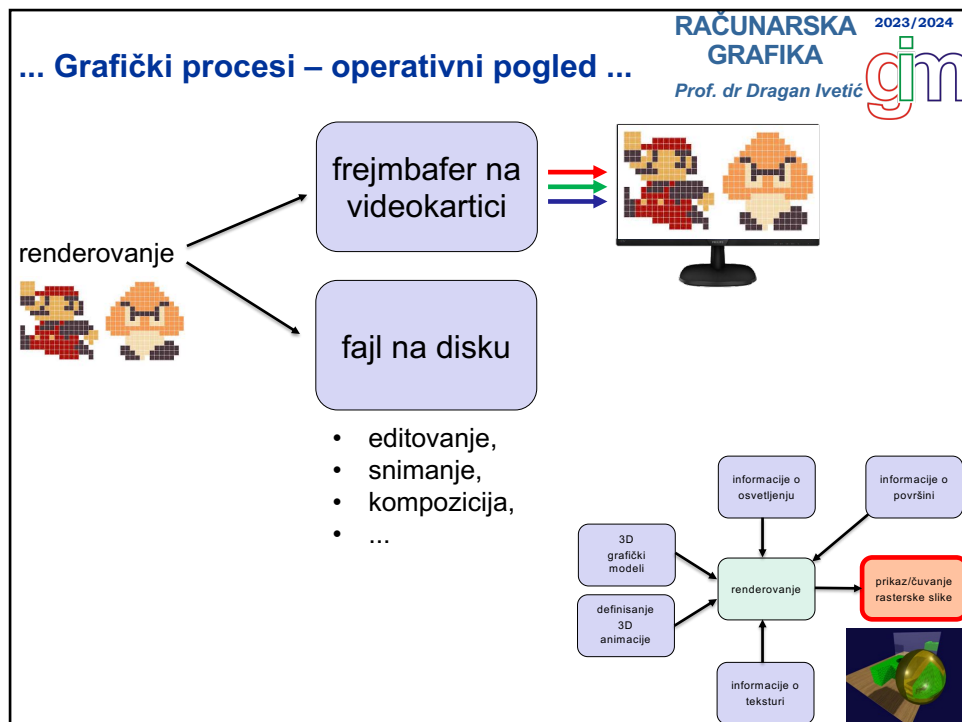 RAČUNARSKA
GRAFIKA
2023/2024
gim
Prof. dr Dragan Ivetić
... Grafički procesi – operativni pogled ...
frejmbafer na
videokartici
renderovanje
fajl na disku
• editovanje,
• snimanje,
• kompozicija,
• ...
informacije o
osvetljenju
informacije o
površini
3D
grafički
modeli
renderovanje
prikaz/čuvanje
rasterske slike
definisanje
3D
animacije
informacije o
teksturi